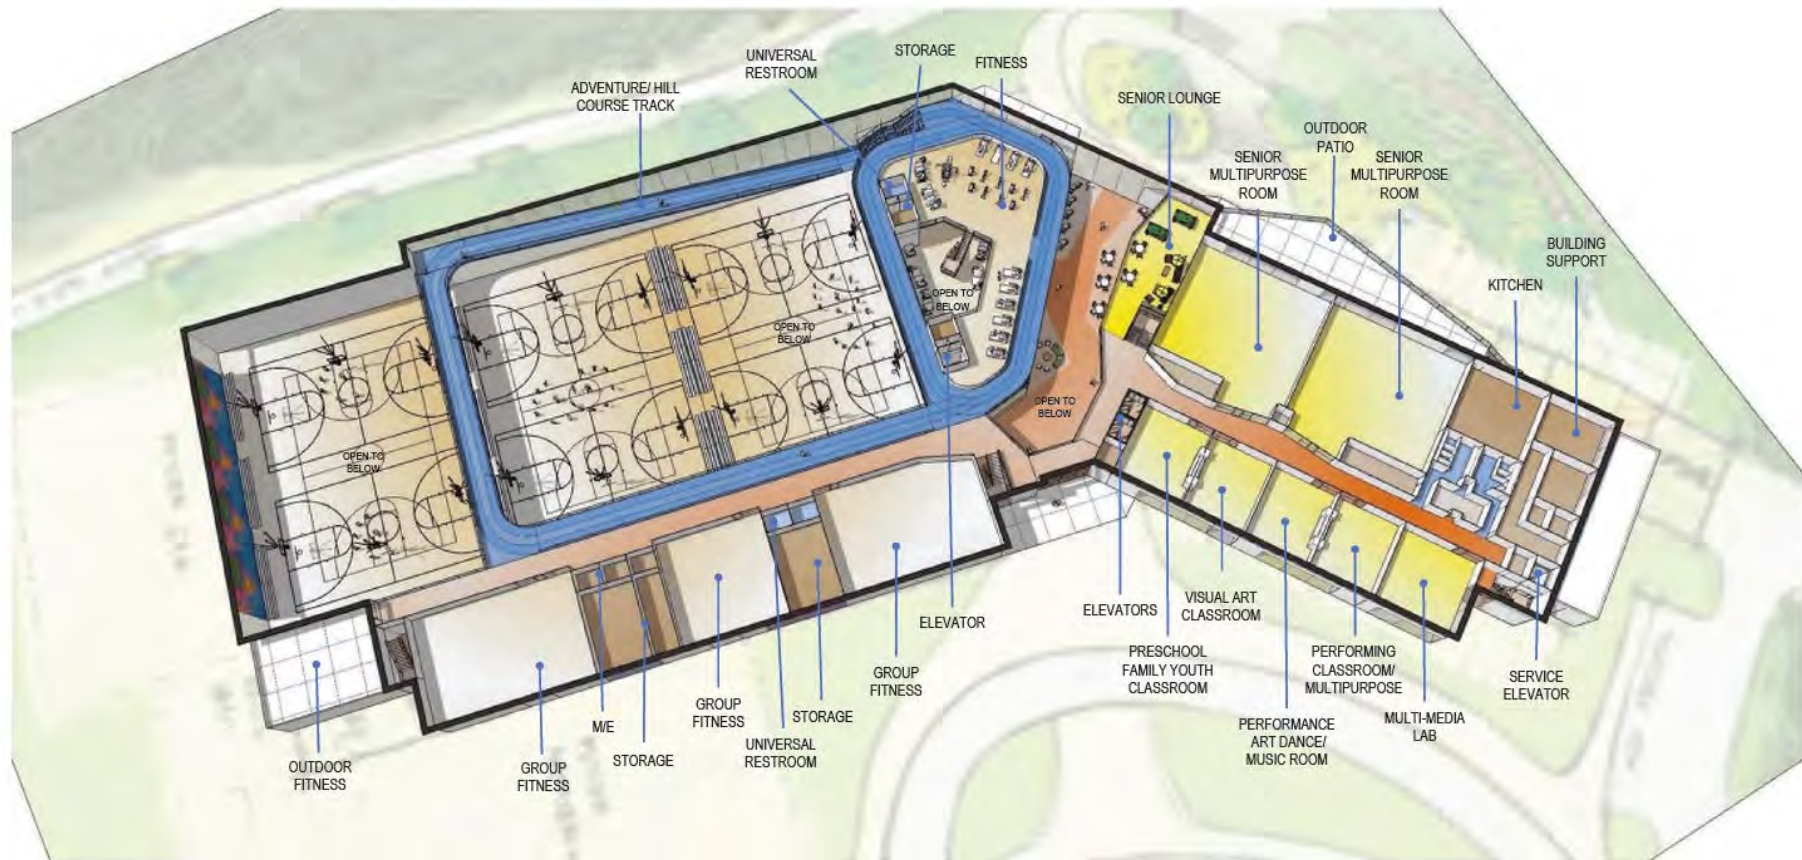 STORAGE
UNIVERSAL
RESTROOM
FITNESS
ADVENTURE/ HILL
COURSE TRACK
SENIOR LOUNGE
OUTDOOR
PATIO
SENIOR
MULTIPURPOSE
ROOM
SENIOR
MULTIPURPOSE
ROOM
BUILDING
SUPPORT
KITCHEN
OPEN TO
BELOW
OPEN TO
BELOW
OPEN TO
BELOW
OPEN TO
BELOW
ELEVATOR
ELEVATORS
VISUAL ART
CLASSROOM
PRESCHOOL
FAMILY YOUTH
CLASSROOM
PERFORMING
CLASSROOM/
MULTIPURPOSE
SERVICE
ELEVATOR
GROUP
FITNESS
GROUP
FITNESS
STORAGE
M/E
PERFORMANCE
ART DANCE/
MUSIC ROOM
MULTI-MEDIA
LAB
UNIVERSAL
RESTROOM
STORAGE
OUTDOOR
FITNESS
GROUP
FITNESS